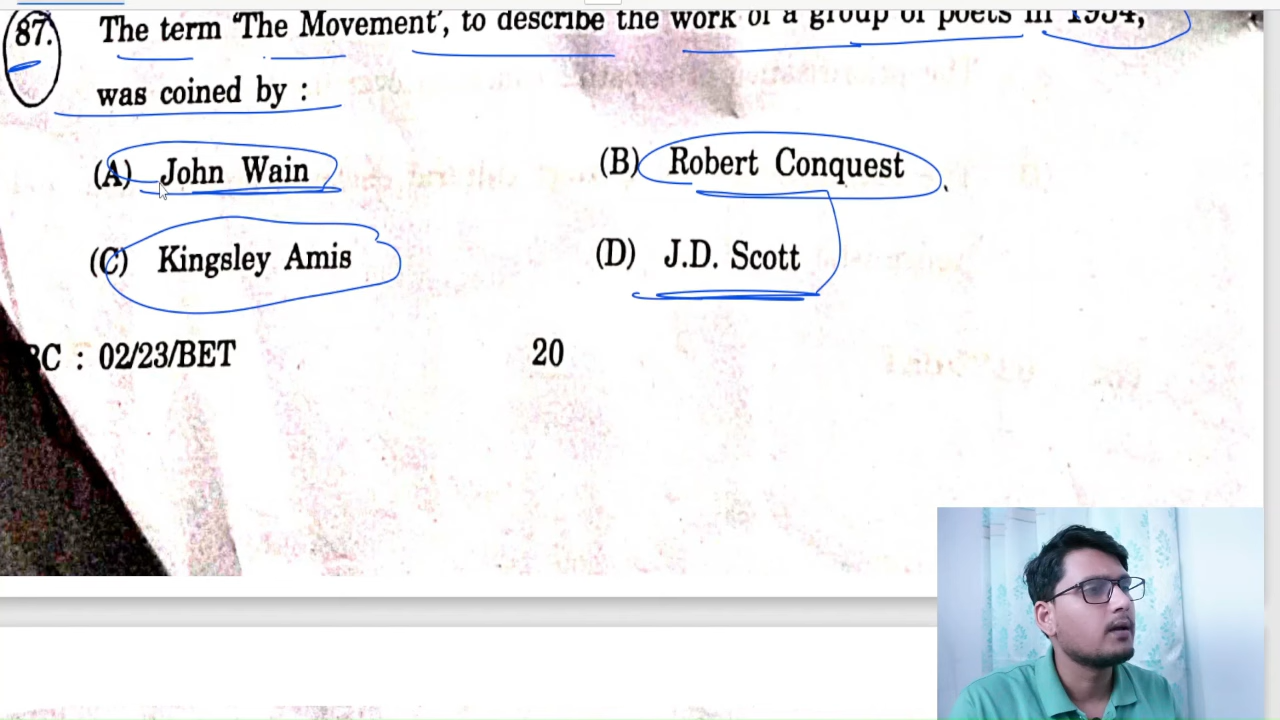 87. The term 'The Movement', to describe the work of a group of poets in 1954,
was coined by :
(A) John Wain
(B) Robert Conquest
(C) Kingsley Amis
(D) J.D. Scott
BC : 02/23/BET
20